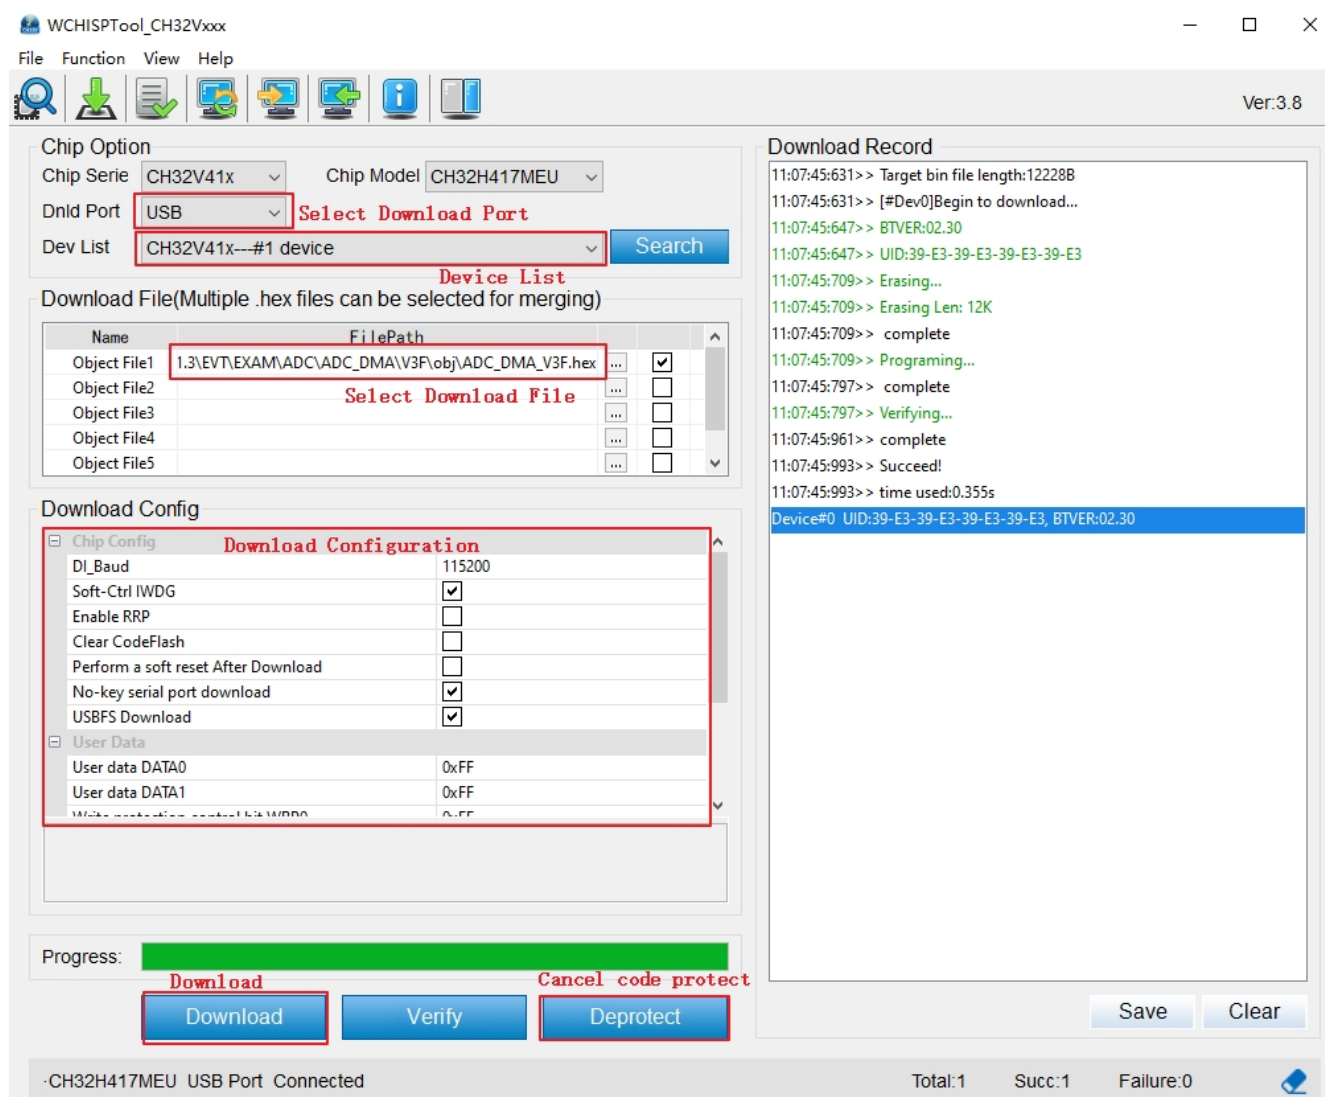 WCHISPTool_CH32Vxxx
File Function View Help
Ver:3.8
Chip Option
Chip Serie CH32V41x Chip Model CH32H417MEU
Dnld Port USB Select Download Port
Dev List CH32V41x---#1 device Search
Device List
Download File(Multiple .hex files can be selected for merging)
Name FilePath
Object File1 1.3\EVT\EXAM\ADC\ADC_DMA\V3F\obj\ADC_DMA_V3F.hex ...
Object File2 ...
Select Download File
Object File3 ...
Object File4 ...
Object File5 ...
Download Config
Chip Config
Download Configuration
DI_Baud 115200
Soft-Ctrl IWDG
Enable RRP
Clear CodeFlash
Perform a soft reset After Download
No-key serial port download
USBFS Download
User Data
User data DATA0 0xFF
User data DATA1 0xFF
Write protection control bit WRP0 0xFF
Progress:
Download
Cancel code protect
Download Verify Deprotect
Download Record
11:07:45:631>> Target bin file length:12228B
11:07:45:631>> [#Dev0]Begin to download...
11:07:45:647>> BTVER:02.30
11:07:45:647>> UID:39-E3-39-E3-39-E3-39-E3
11:07:45:709>> Erasing...
11:07:45:709>> Erasing Len: 12K
11:07:45:709>> complete
11:07:45:709>> Programing...
11:07:45:797>> complete
11:07:45:797>> Verifying...
11:07:45:961>> complete
11:07:45:993>> Succeed!
11:07:45:993>> time used:0.355s
Device#0 UID:39-E3-39-E3-39-E3-39-E3, BTVER:02.30
Save Clear
·CH32H417MEU USB Port Connected Total:1 Succ:1 Failure:0